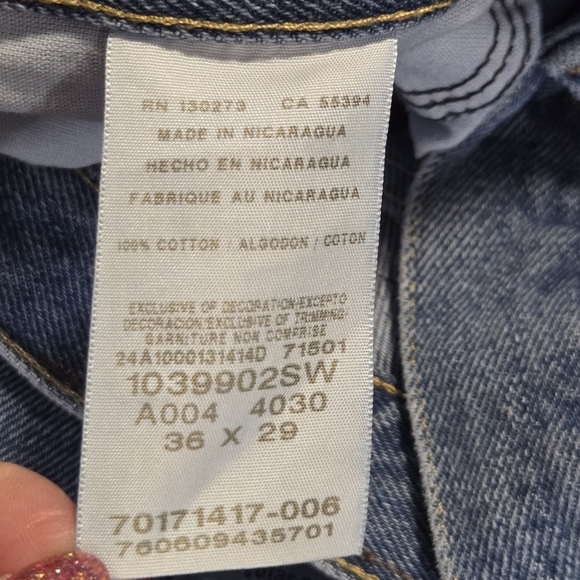 RN 130273 CA 55394
MADE IN NICARAGUA
HECHO EN NICARAGUA
FABRIQUE AU NICARAGUA
100% COTTON / ALGODON / COTON
EXCLUSIVE OF DECORATION/EXCEPTO
DECORACION/EXCLUSIVE OF TRIMMING/
GARNITURE NON COMPRISE
24A1000131414D 71501
1039902SW
A004 4030
36 X 29
70171417-006
760609435701